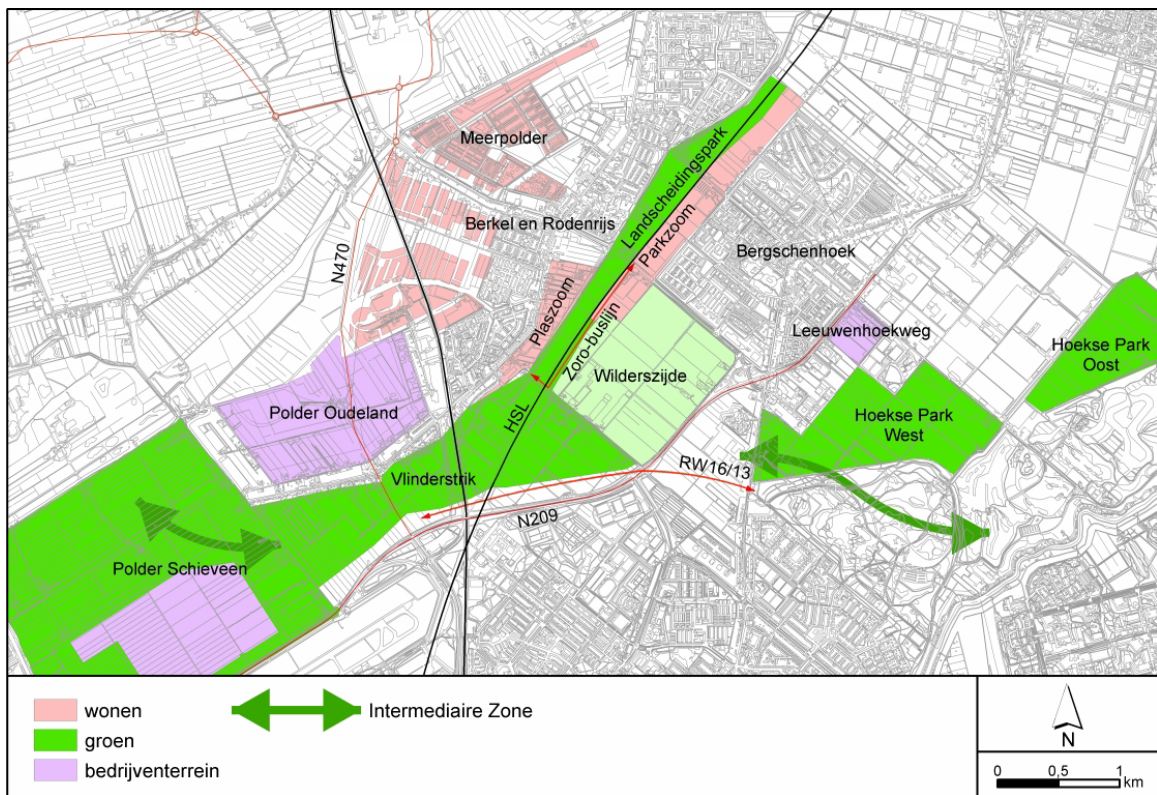 Meerpolder
Landscheidingspark
Berkel en Rodenrijs
Parkzoom
Bergschenhoek
N470
Plaszoom
Zoro-buslijn
Leeuwenhoekweg
Hoekse Park
Oost
Wilderszijde
Polder Oudeland
HSL
Hoekse Park
West
Vlinderstrik
RW16/13
N209
Polder Schieveen
wonen
Intermediaire Zone
groen
bedrijventerrein
N
0 0,5 1
km